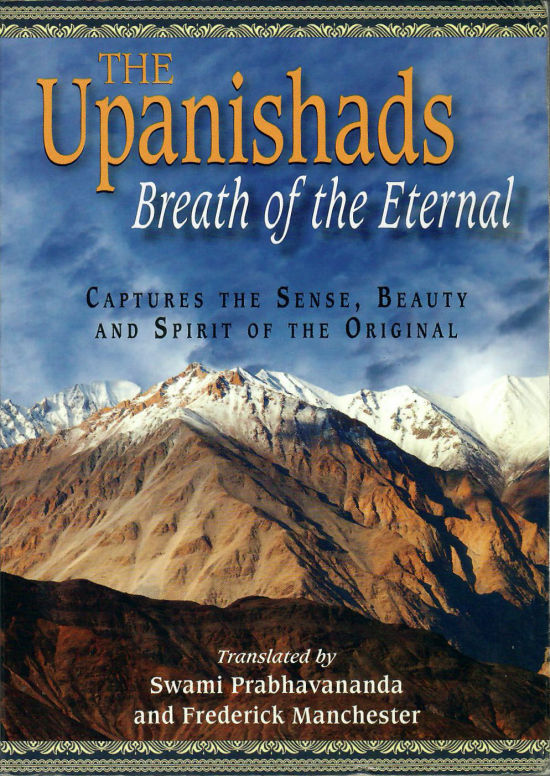 THE
Upanishads
Breath of the Eternal
CAPTURES THE SENSE, BEAUTY
AND SPIRIT OF THE ORIGINAL
Translated by
Swami Prabhavananda
and Frederick Manchester